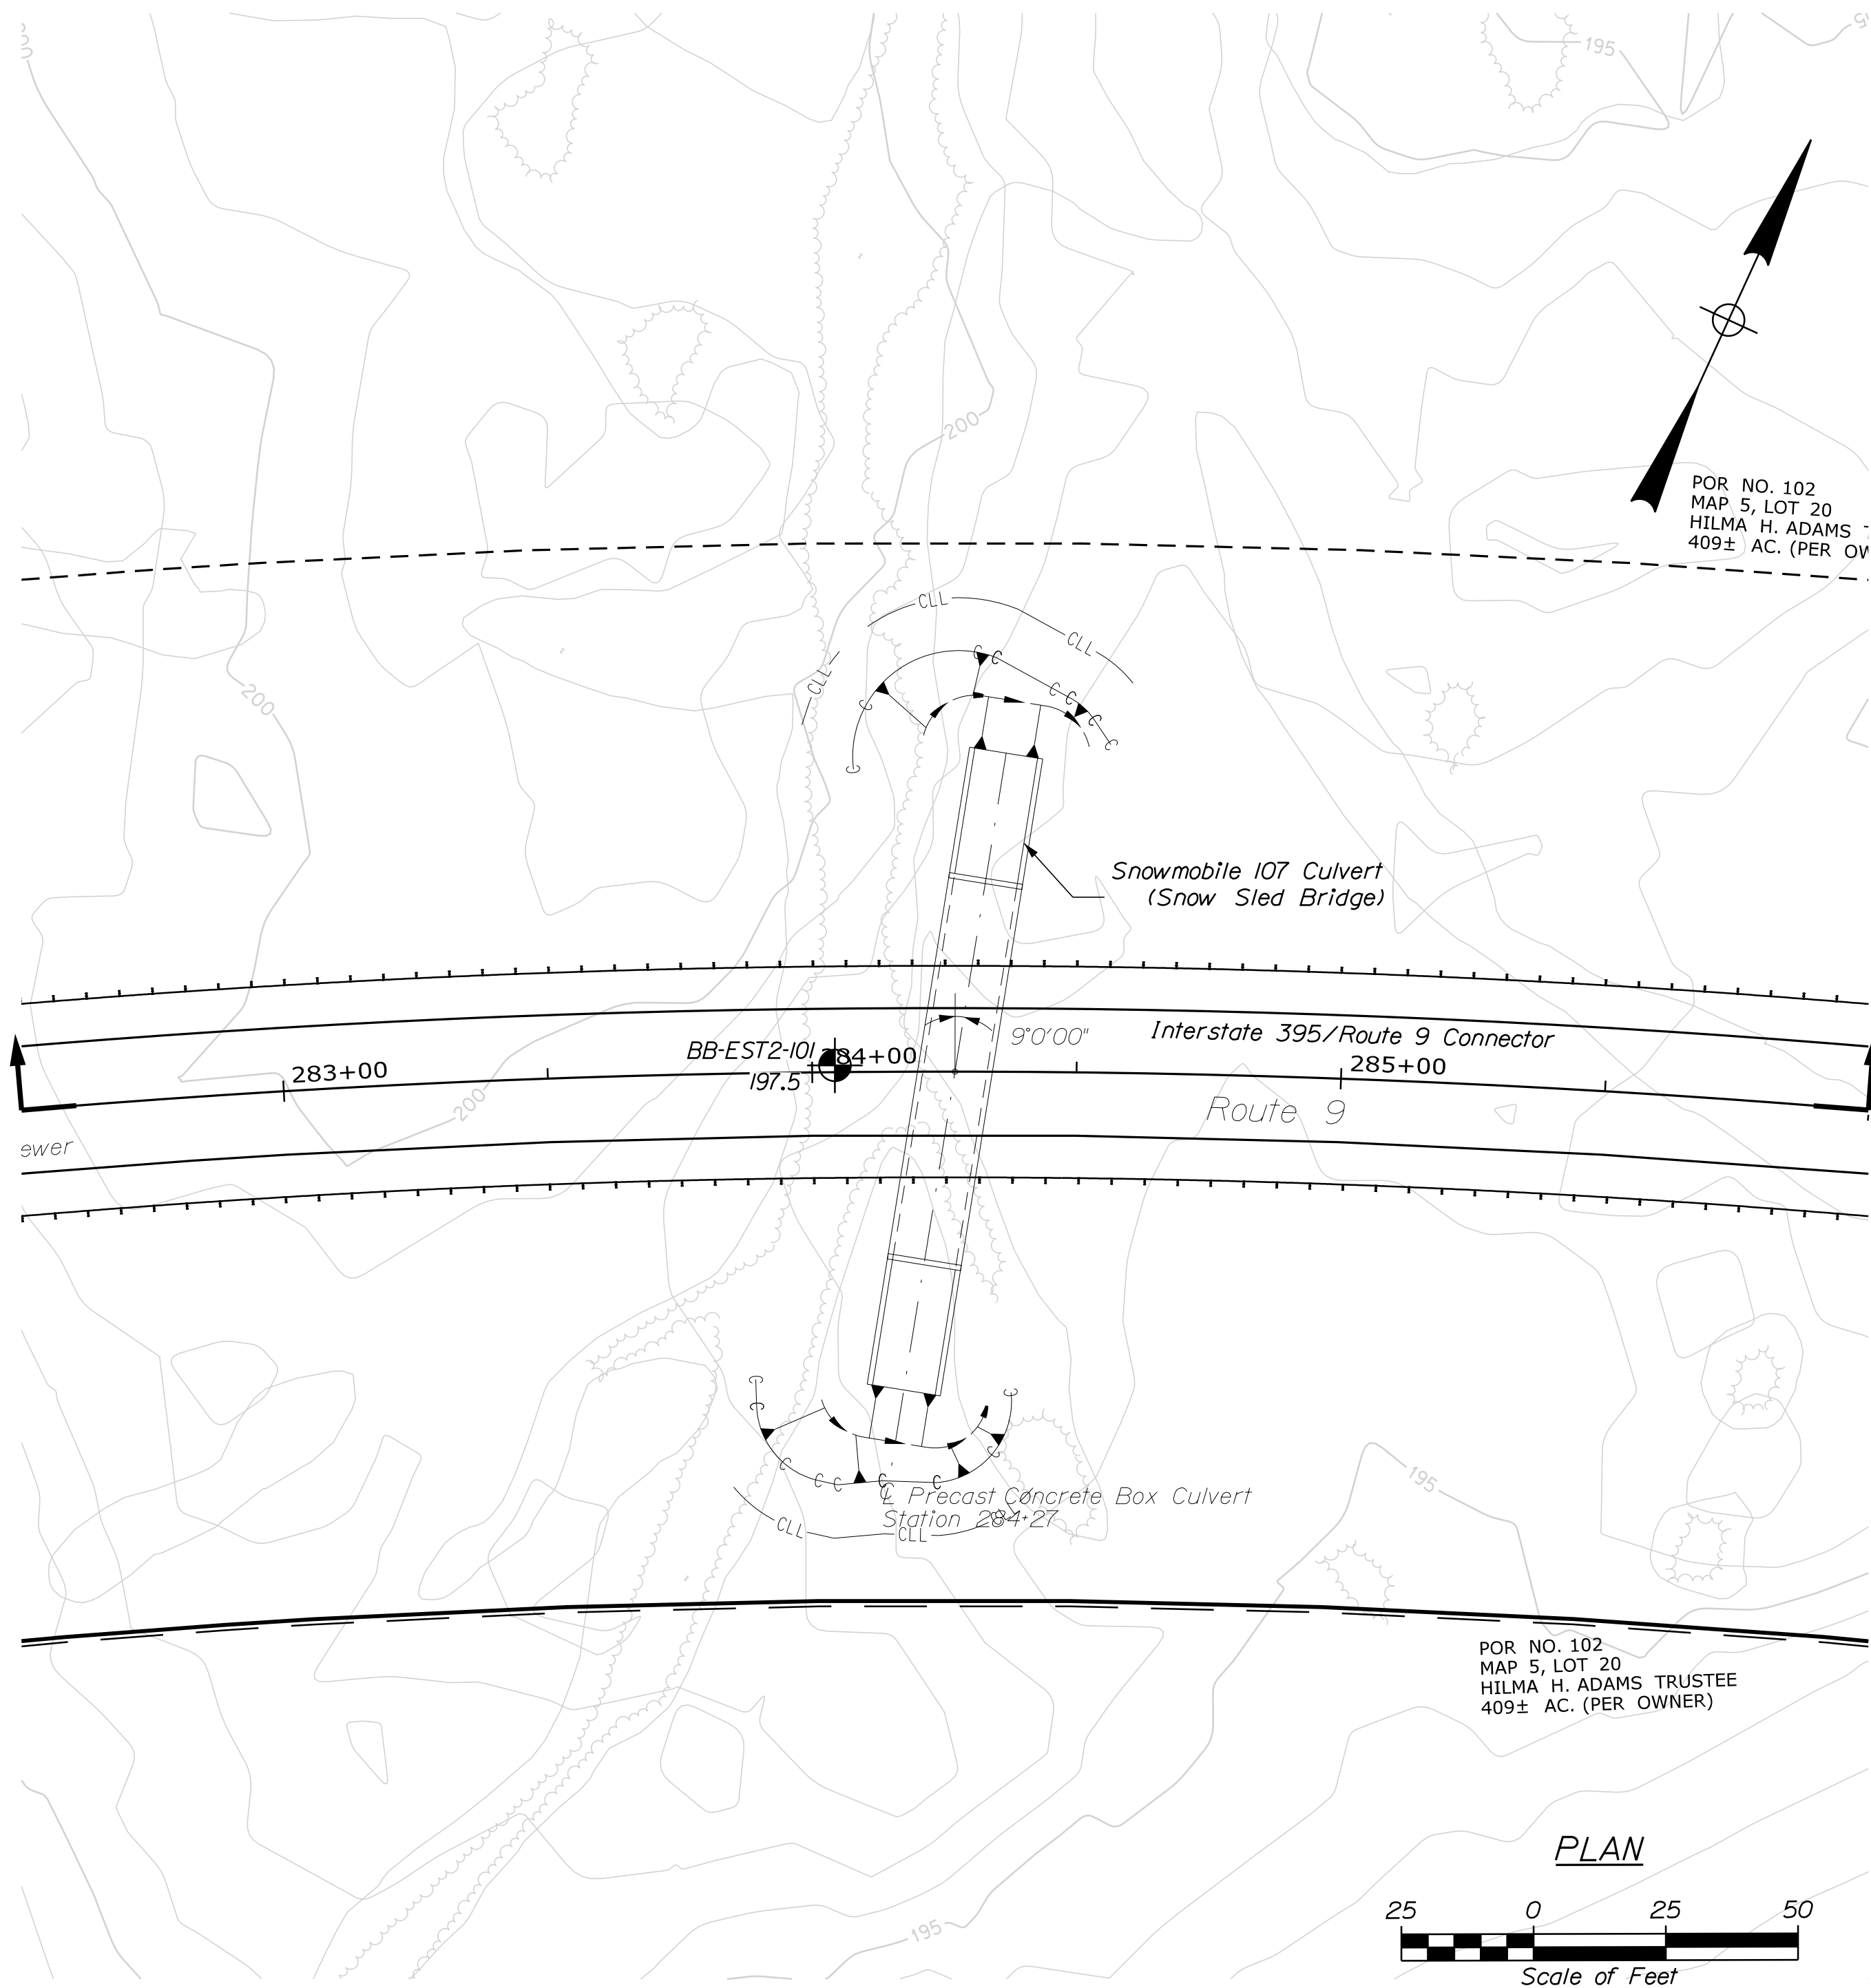 195
POR NO. 102
MAP 5, LOT 20
HILMA H. ADAMS
409± AC. (PER
200
CLL
CLL
CLL
200
Snowmobile 107 Culvert
(Snow Sled Bridge)
9°0'00"
Interstate 395/Route 9 Connector
BB-EST2-101
284+00
197.5
283+00
285+00
200
Route 9
ewer
℄ Precast Concrete Box Culvert
Station 284+27
CLL
CLL
195
POR NO. 102
MAP 5, LOT 20
HILMA H. ADAMS TRUSTEE
409± AC. (PER OWNER)
PLAN
195
25 0 25 50
Scale of Feet